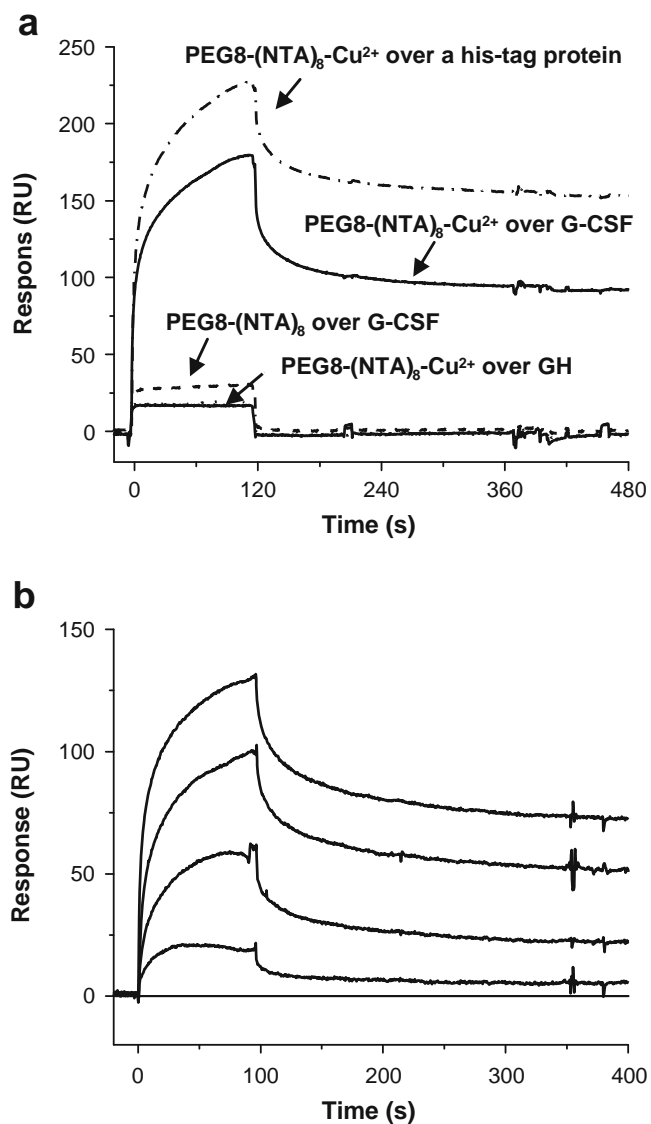 a
250
PEG8-(NTA)₈-Cu²⁺ over a his-tag protein
200
150
PEG8-(NTA)₈-Cu²⁺ over G-CSF
100
PEG8-(NTA)₈ over G-CSF
50
PEG8-(NTA)₈-Cu²⁺ over GH
0
Respons (RU)
0 120 240 360 480
Time (s)
b
150
100
50
0
Response (RU)
0 100 200 300 400
Time (s)